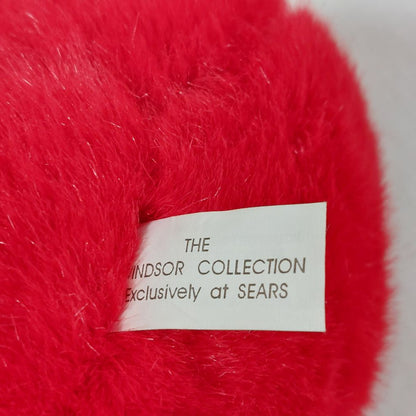 THE
WINDSOR COLLECTION
Exclusively at SEARS